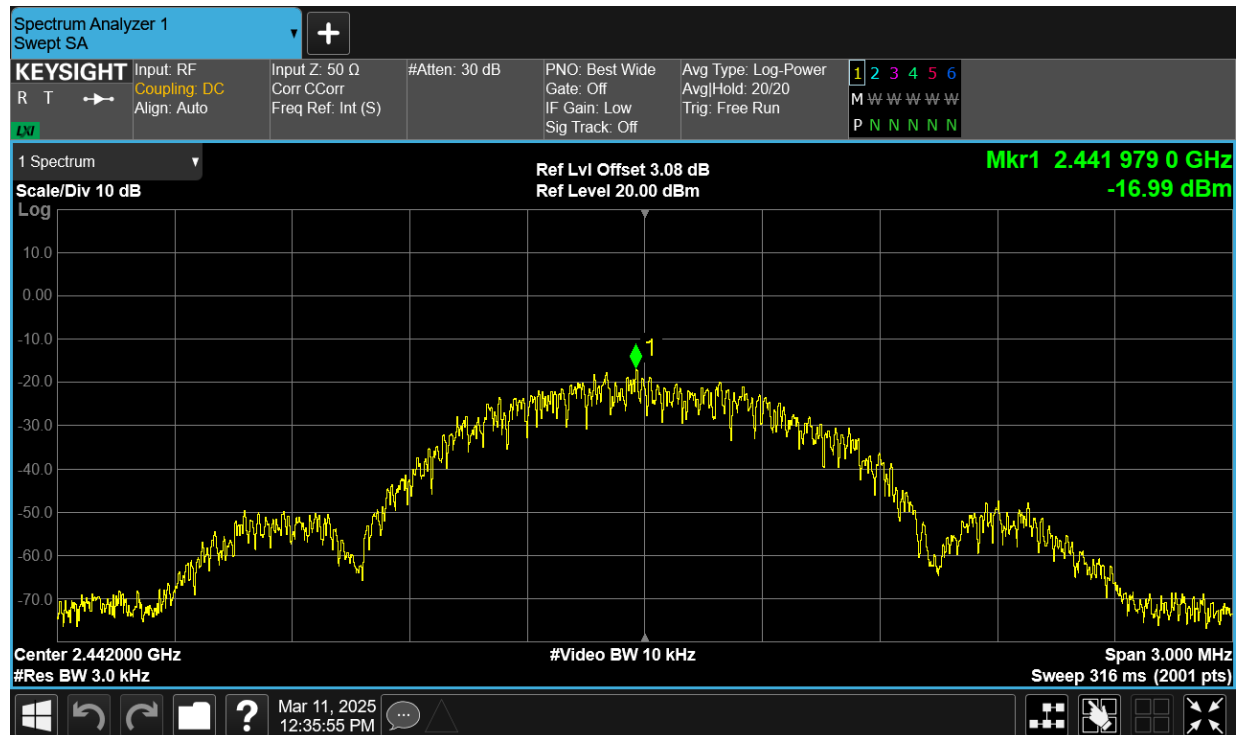 Spectrum Analyzer 1
Swept SA
KEYSIGHT
R T
LXI
Input: RF
Coupling: DC
Align: Auto
Input Z: 50 Ω
Corr CCorr
Freq Ref: Int (S)
#Atten: 30 dB
PNO: Best Wide
Gate: Off
IF Gain: Low
Sig Track: Off
Avg Type: Log-Power
Avg|Hold: 20/20
Trig: Free Run
1 2 3 4 5 6
M W W W W W
P N N N N N
1 Spectrum
Scale/Div 10 dB
Log
Ref Lvl Offset 3.08 dB
Ref Level 20.00 dBm
Mkr1 2.441 979 0 GHz
-16.99 dBm
10.0
0.00
-10.0
1
-20.0
-30.0
-40.0
-50.0
-60.0
-70.0
Center 2.442000 GHz
#Res BW 3.0 kHz
#Video BW 10 kHz
Span 3.000 MHz
Sweep 316 ms (2001 pts)
?
Mar 11, 2025
12:35:55 PM